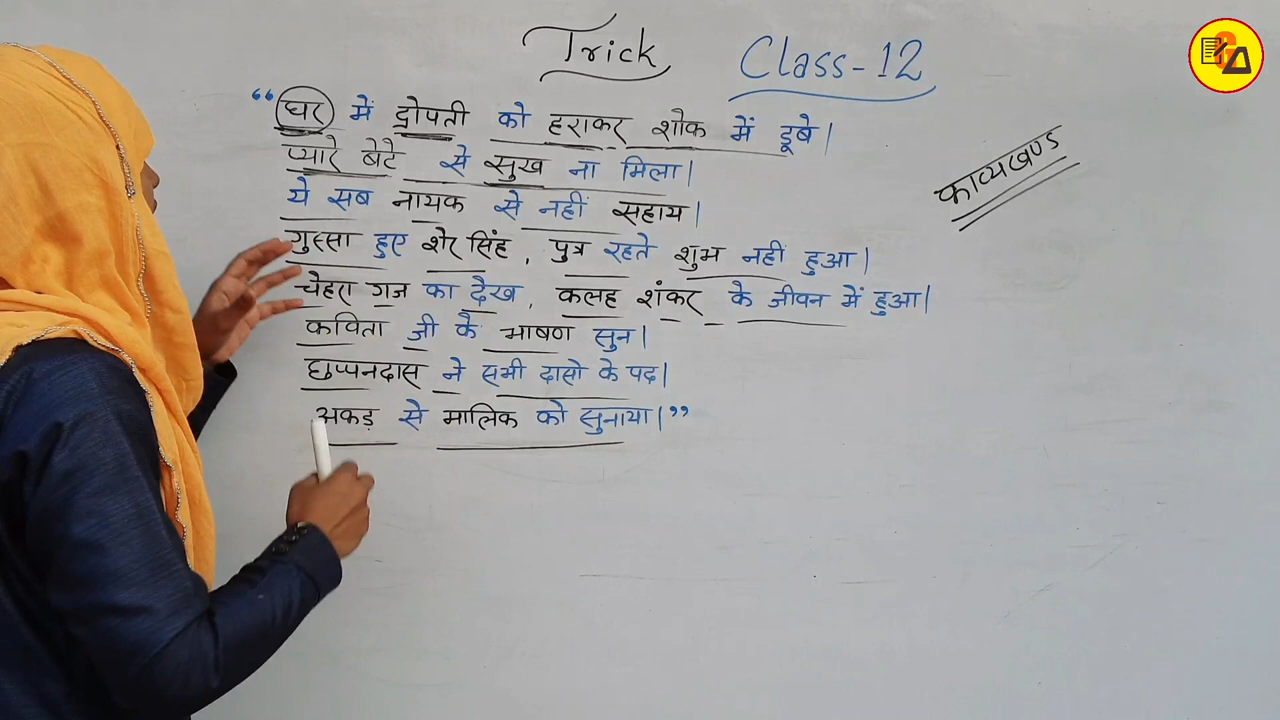 Trick
Class-12
“घर में द्रोपती को हराकर शोक में डूबे।
प्यारे बेटे से सुख ना मिला।
ये सब नायक से नहीं सहाय।
गुस्सा हुए शेर सिंह, पुत्र रहते शुभ नही हुआ।
चेहरा गज का देख, कलह शंकर के जीवन में हुआ।
कविता जी के भाषण सुन।
छप्पनदास ने सभी दासो के पद।
अकड़ से मालिक को सुनाया।”
काव्यखण्ड